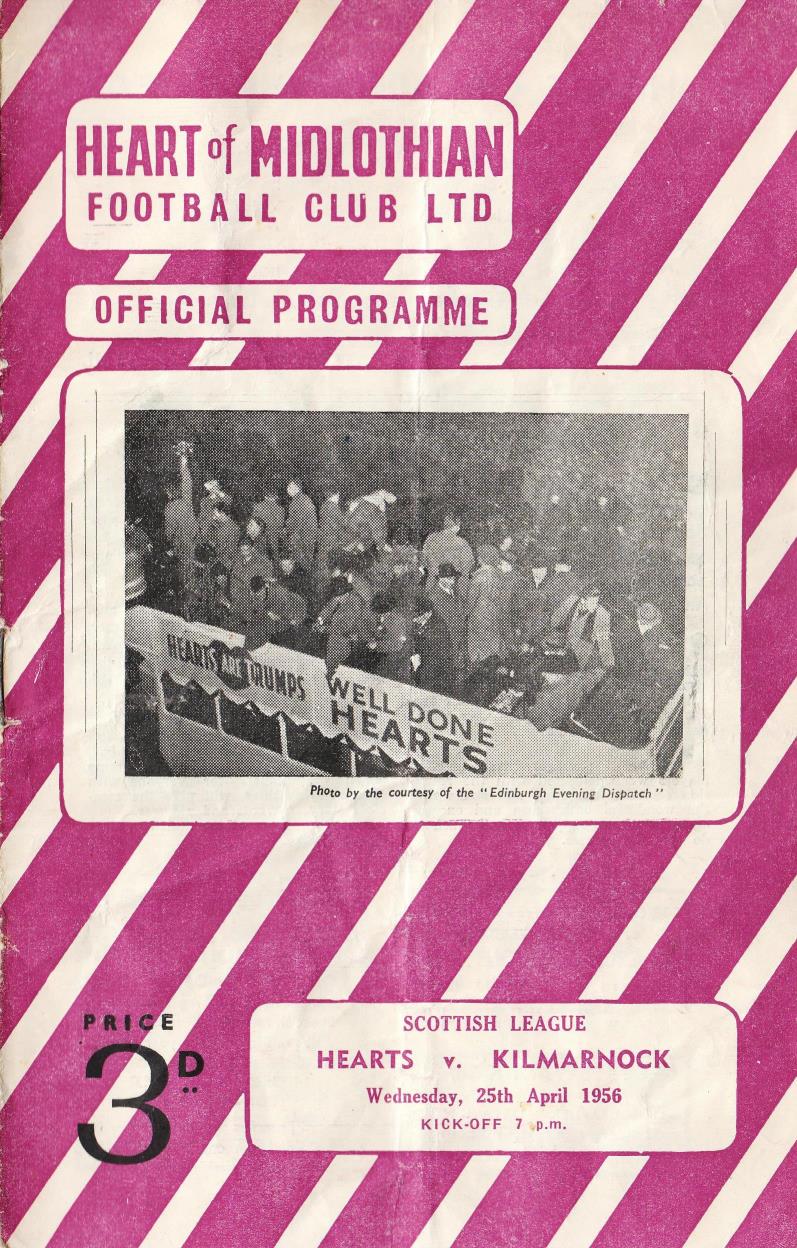 HEART of MIDLOTHIAN
FOOTBALL CLUB LTD
OFFICIAL PROGRAMME
HEARTS ARE TRUMPS
WELL DONE
HEARTS
Photo by the courtesy of the "Edinburgh Evening Dispatch"
PRICE
3D
SCOTTISH LEAGUE
HEARTS v. KILMARNOCK
Wednesday, 25th April 1956
KICK-OFF 7 p.m.